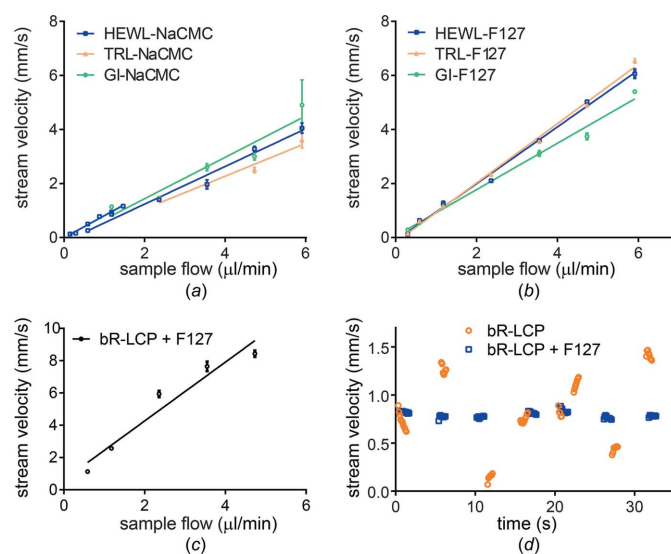 stream velocity (mm/s)
8
6
4
2
0
HEWL-NaCMC
TRL-NaCMC
GI-NaCMC
0
2
4
6
sample flow (µl/min)
(a)
stream velocity (mm/s)
8
6
4
2
0
HEWL-F127
TRL-F127
GI-F127
0
2
4
6
sample flow (µl/min)
(b)
stream velocity (mm/s)
10
8
6
4
2
0
bR-LCP + F127
0
2
4
6
sample flow (µl/min)
(c)
stream velocity (mm/s)
1.5
1.0
0.5
0.0
bR-LCP
bR-LCP + F127
0
10
20
30
time (s)
(d)